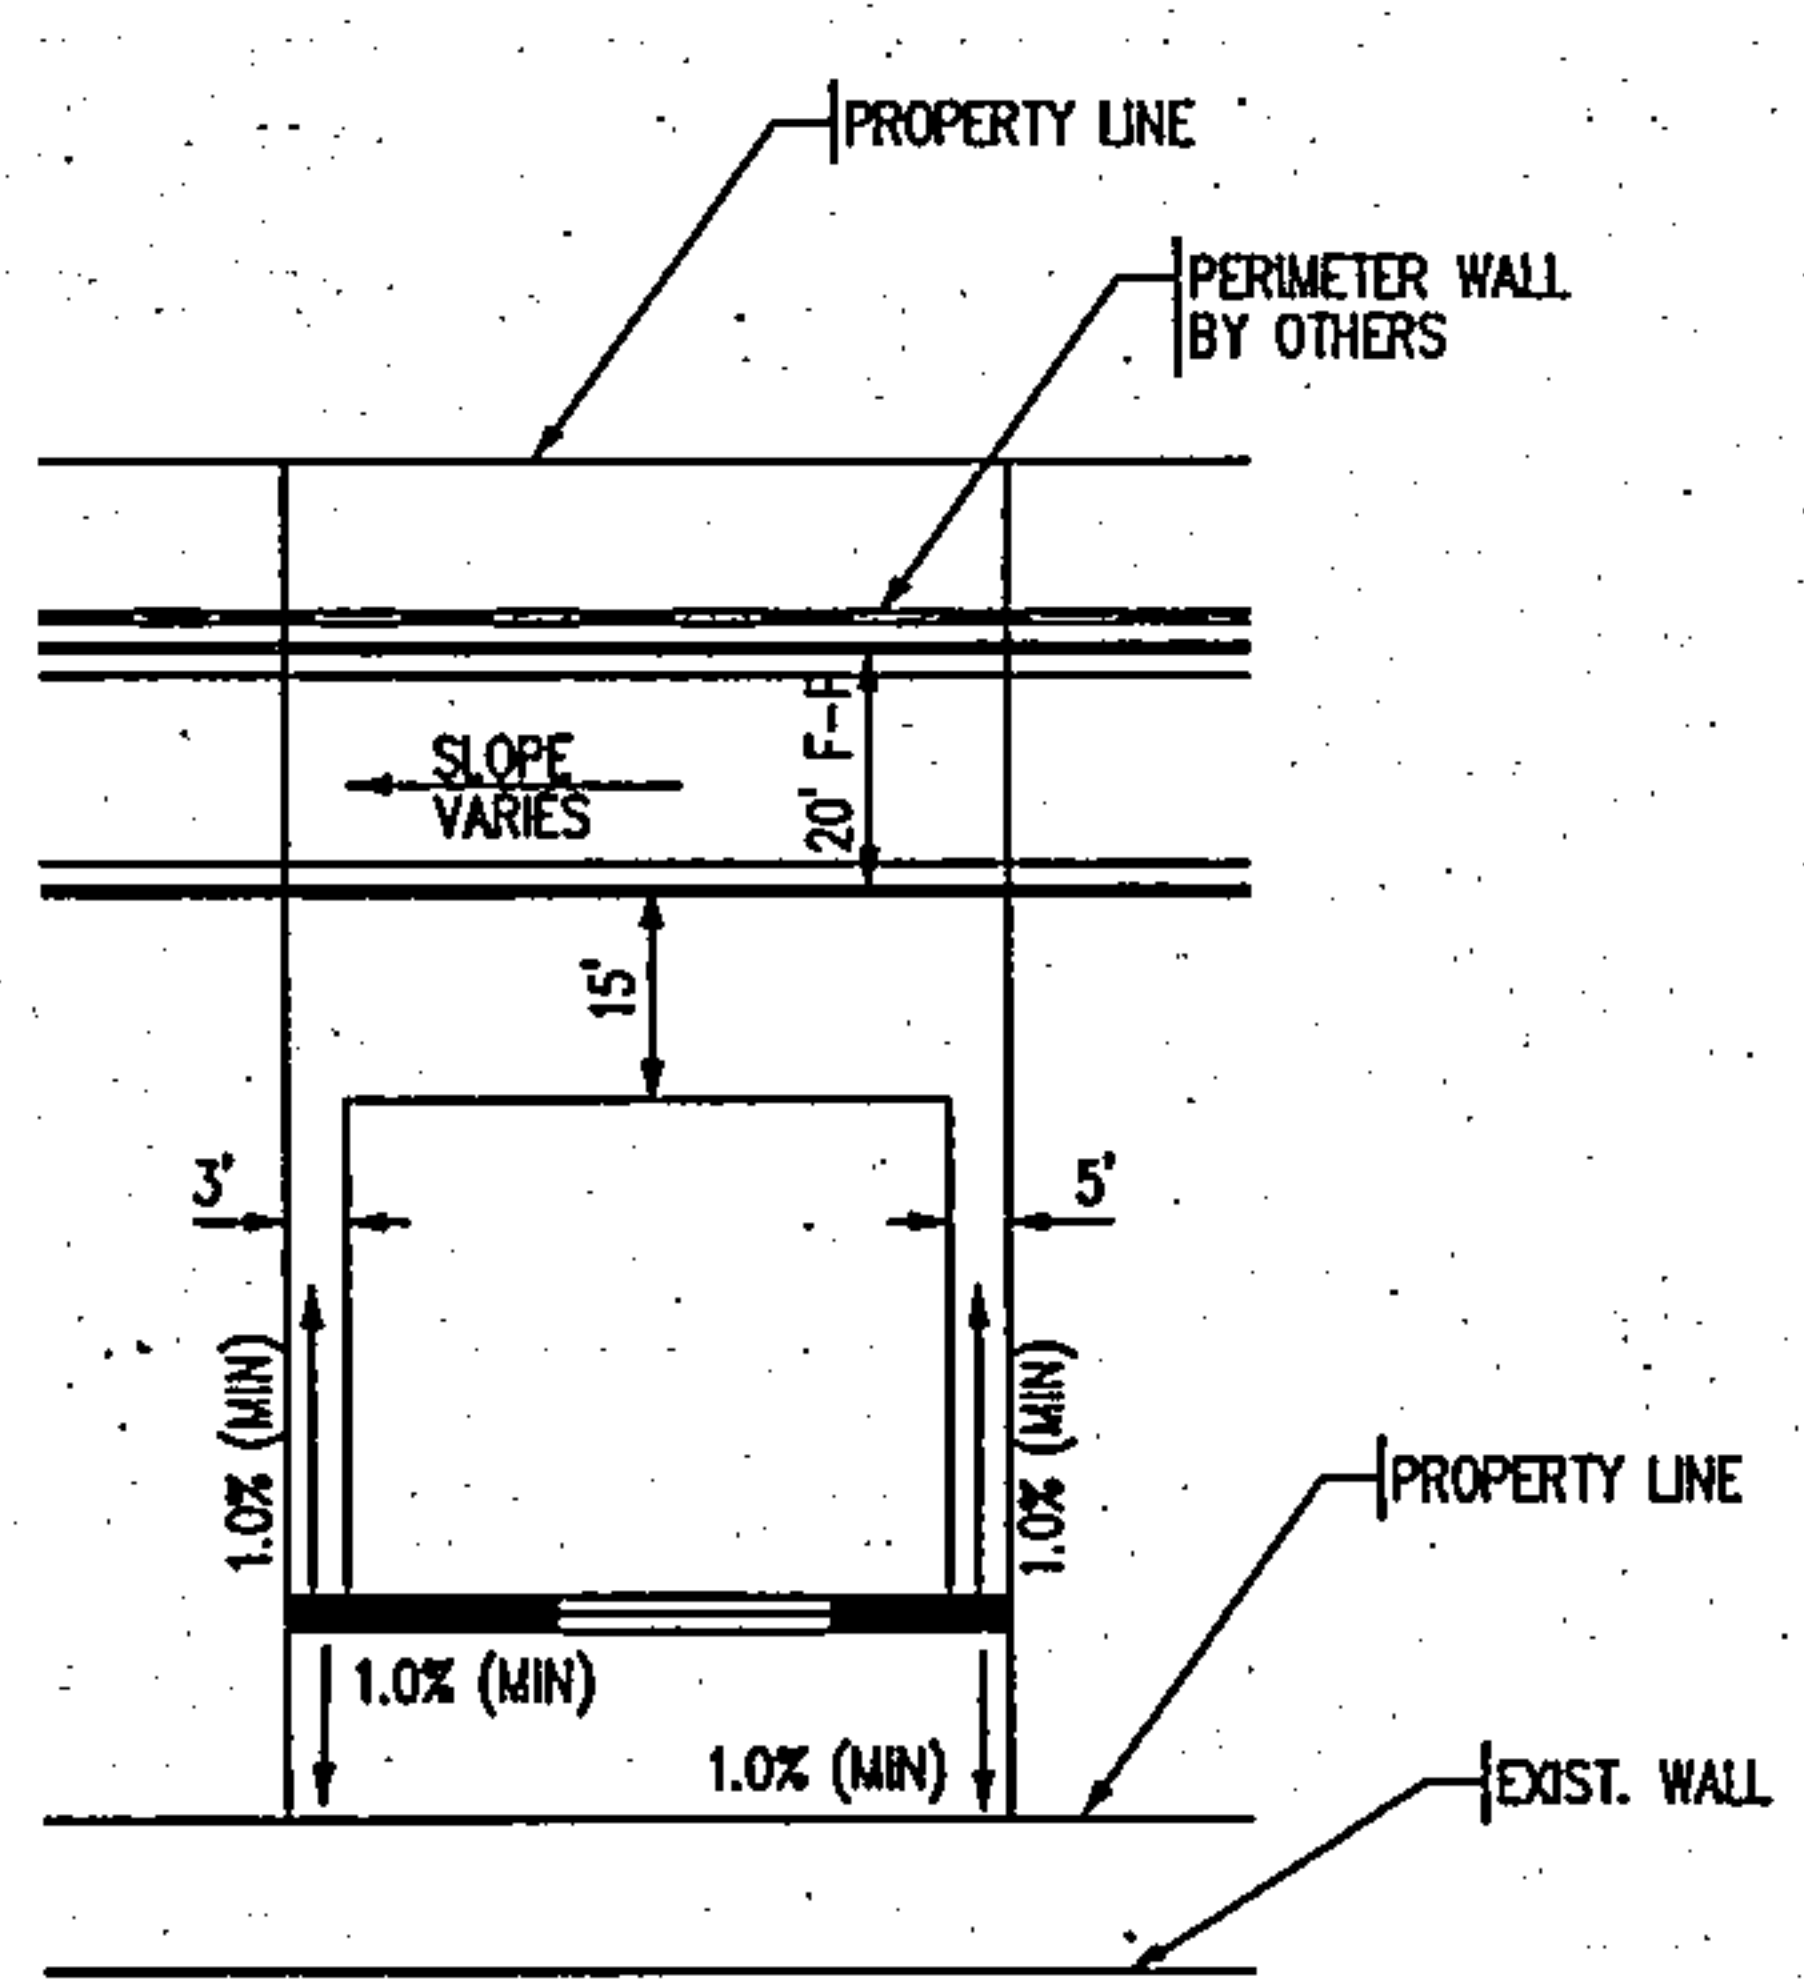 PROPERTY LINE
PERIMETER WALL
BY OTHERS
SLOPE
VARIES
20' F-F
15'
3'
5'
1.0% (MIN)
1.0% (MIN)
PROPERTY LINE
1.0% (MIN)
1.0% (MIN)
EXIST. WALL